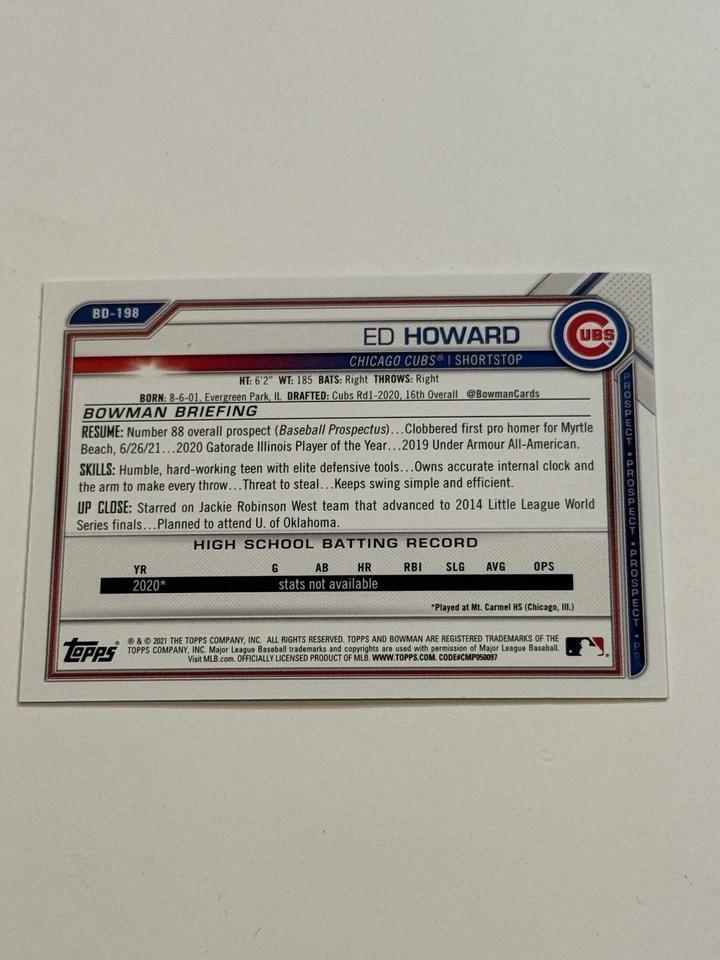 BD-198
ED HOWARD
CUBS
CHICAGO CUBS® | SHORTSTOP
HT: 6'2" WT: 185 BATS: Right THROWS: Right
BORN: 8-6-01, Evergreen Park, IL DRAFTED: Cubs Rd1-2020, 16th Overall @BowmanCards
BOWMAN BRIEFING
RESUME: Number 88 overall prospect (Baseball Prospectus)...Clobbered first pro homer for Myrtle
Beach, 6/26/21...2020 Gatorade Illinois Player of the Year...2019 Under Armour All-American.
SKILLS: Humble, hard-working teen with elite defensive tools...Owns accurate internal clock and
the arm to make every throw...Threat to steal...Keeps swing simple and efficient.
UP CLOSE: Starred on Jackie Robinson West team that advanced to 2014 Little League World
Series finals...Planned to attend U. of Oklahoma.
HIGH SCHOOL BATTING RECORD
YR G AB HR RBI SLG AVG OPS
2020* stats not available
*Played at Mt. Carmel HS (Chicago, Ill.)
PROSPECT • PROSPECT • PROSPECT • PR
Topps
® & © 2021 THE TOPPS COMPANY, INC. ALL RIGHTS RESERVED. TOPPS AND BOWMAN ARE REGISTERED TRADEMARKS OF THE
TOPPS COMPANY, INC. Major League Baseball trademarks and copyrights are used with permission of Major League Baseball.
Visit MLB.com. OFFICIALLY LICENSED PRODUCT OF MLB. WWW.TOPPS.COM. CODE#CMP050097